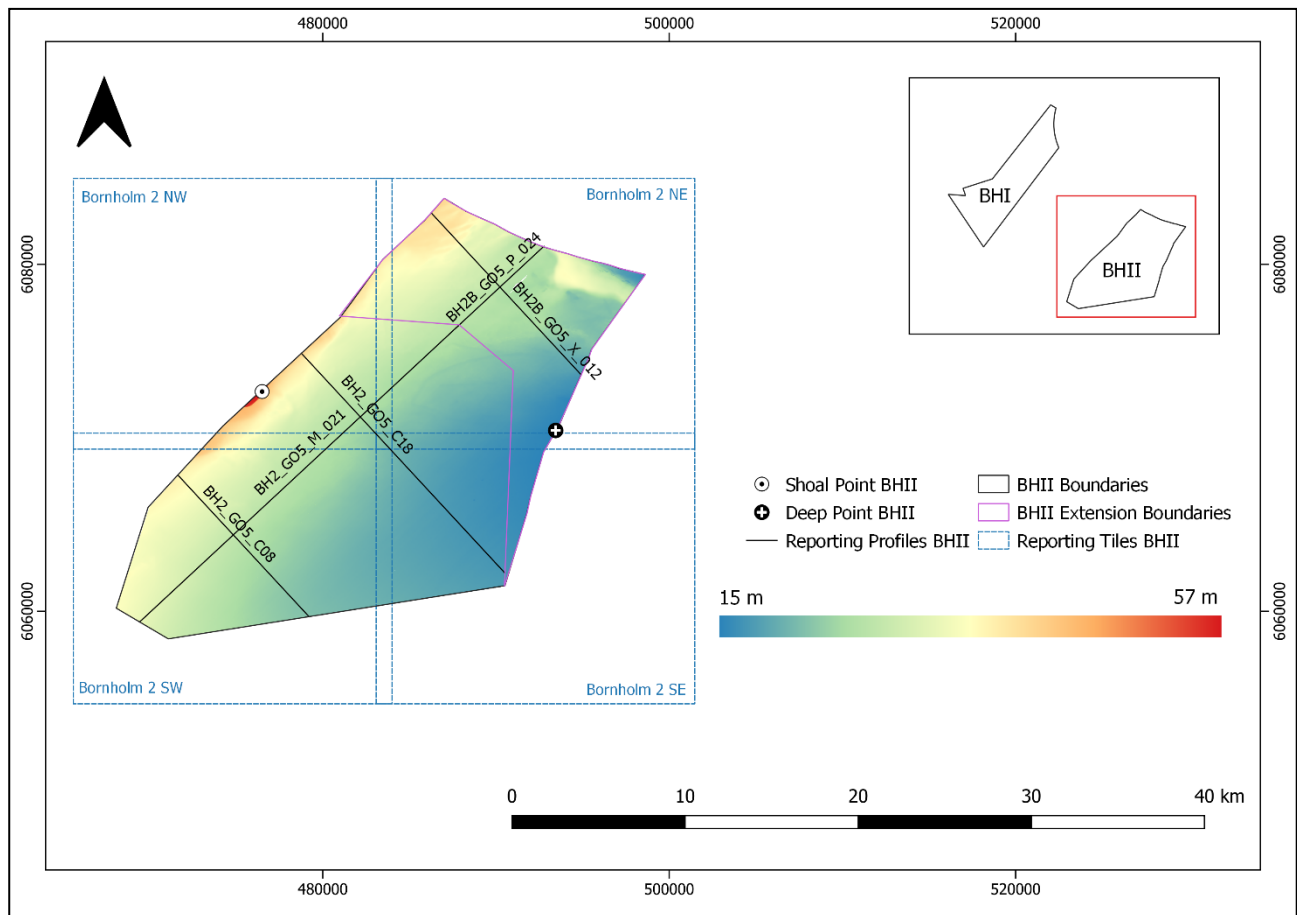 480000
500000
520000
6080000
6060000
BHI
BHII
Bornholm 2 NW
Bornholm 2 NE
BH2B_GO5_P_024
BH2B_GO5_X_012
BH2_GO5_C18
BH2_GO5_M_021
BH2_GO5_C08
Bornholm 2 SW
Bornholm 2 SE
Shoal Point BHII
Deep Point BHII
Reporting Profiles BHII
BHII Boundaries
BHII Extension Boundaries
Reporting Tiles BHII
15 m
57 m
6080000
6060000
0 10 20 30 40 km
480000
500000
520000